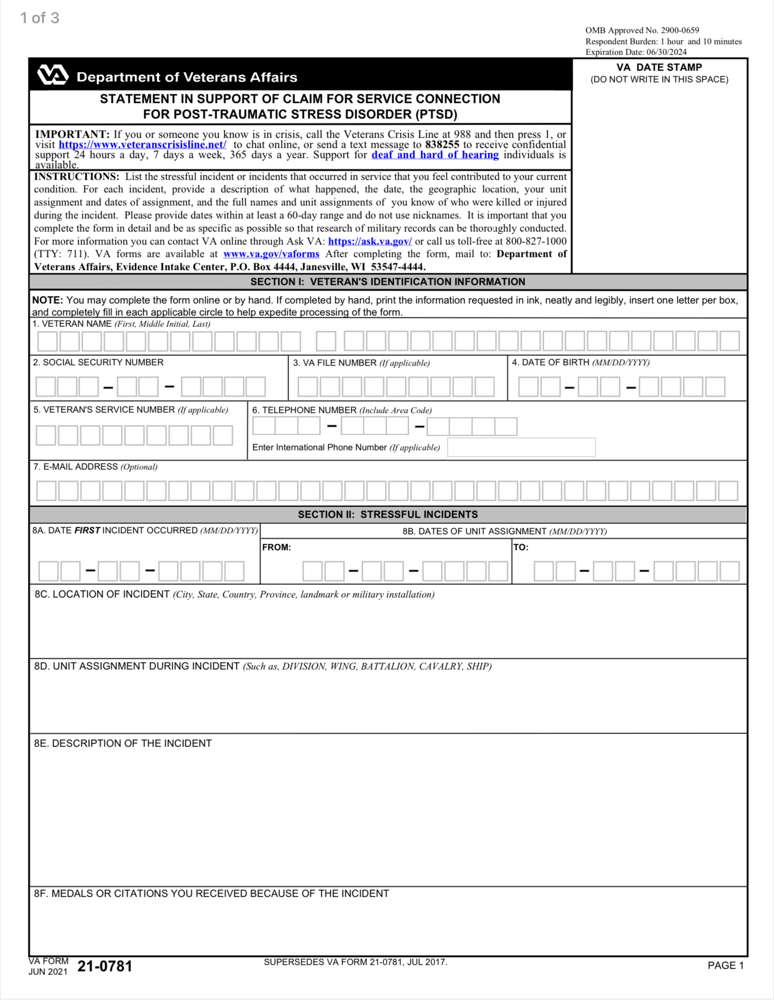 1 of 3
OMB Approved No. 2900-0659
Respondent Burden: 1 hour and 10 minutes
Expiration Date: 06/30/2024
VA Department of Veterans Affairs
VA DATE STAMP
(DO NOT WRITE IN THIS SPACE)
STATEMENT IN SUPPORT OF CLAIM FOR SERVICE CONNECTION
FOR POST-TRAUMATIC STRESS DISORDER (PTSD)
IMPORTANT: If you or someone you know is in crisis, call the Veterans Crisis Line at 988 and then press 1, or
visit https://www.veteranscrisisline.net/ to chat online, or send a text message to 838255 to receive confidential
support 24 hours a day, 7 days a week, 365 days a year. Support for deaf and hard of hearing individuals is
available.
INSTRUCTIONS: List the stressful incident or incidents that occurred in service that you feel contributed to your current
condition. For each incident, provide a description of what happened, the date, the geographic location, your unit
assignment and dates of assignment, and the full names and unit assignments of you know of who were killed or injured
during the incident. Please provide dates within at least a 60-day range and do not use nicknames. It is important that you
complete the form in detail and be as specific as possible so that research of military records can be thoroughly conducted.
For more information you can contact VA online through Ask VA: https://ask.va.gov/ or call us toll-free at 800-827-1000
(TTY: 711). VA forms are available at www.va.gov/vaforms After completing the form, mail to: Department of
Veterans Affairs, Evidence Intake Center, P.O. Box 4444, Janesville, WI 53547-4444.
SECTION I: VETERAN'S IDENTIFICATION INFORMATION
NOTE: You may complete the form online or by hand. If completed by hand, print the information requested in ink, neatly and legibly, insert one letter per box,
and completely fill in each applicable circle to help expedite processing of the form.
1. VETERAN NAME (First, Middle Initial, Last)
2. SOCIAL SECURITY NUMBER
3. VA FILE NUMBER (If applicable)
4. DATE OF BIRTH (MM/DD/YYYY)
5. VETERAN'S SERVICE NUMBER (If applicable)
6. TELEPHONE NUMBER (Include Area Code)
Enter International Phone Number (If applicable)
7. E-MAIL ADDRESS (Optional)
SECTION II: STRESSFUL INCIDENTS
8A. DATE FIRST INCIDENT OCCURRED (MM/DD/YYYY)
8B. DATES OF UNIT ASSIGNMENT (MM/DD/YYYY)
FROM:
TO:
8C. LOCATION OF INCIDENT (City, State, Country, Province, landmark or military installation)
8D. UNIT ASSIGNMENT DURING INCIDENT (Such as, DIVISION, WING, BATTALION, CAVALRY, SHIP)
8E. DESCRIPTION OF THE INCIDENT
8F. MEDALS OR CITATIONS YOU RECEIVED BECAUSE OF THE INCIDENT
VA FORM
JUN 2021 21-0781
SUPERSEDES VA FORM 21-0781, JUL 2017.
PAGE 1